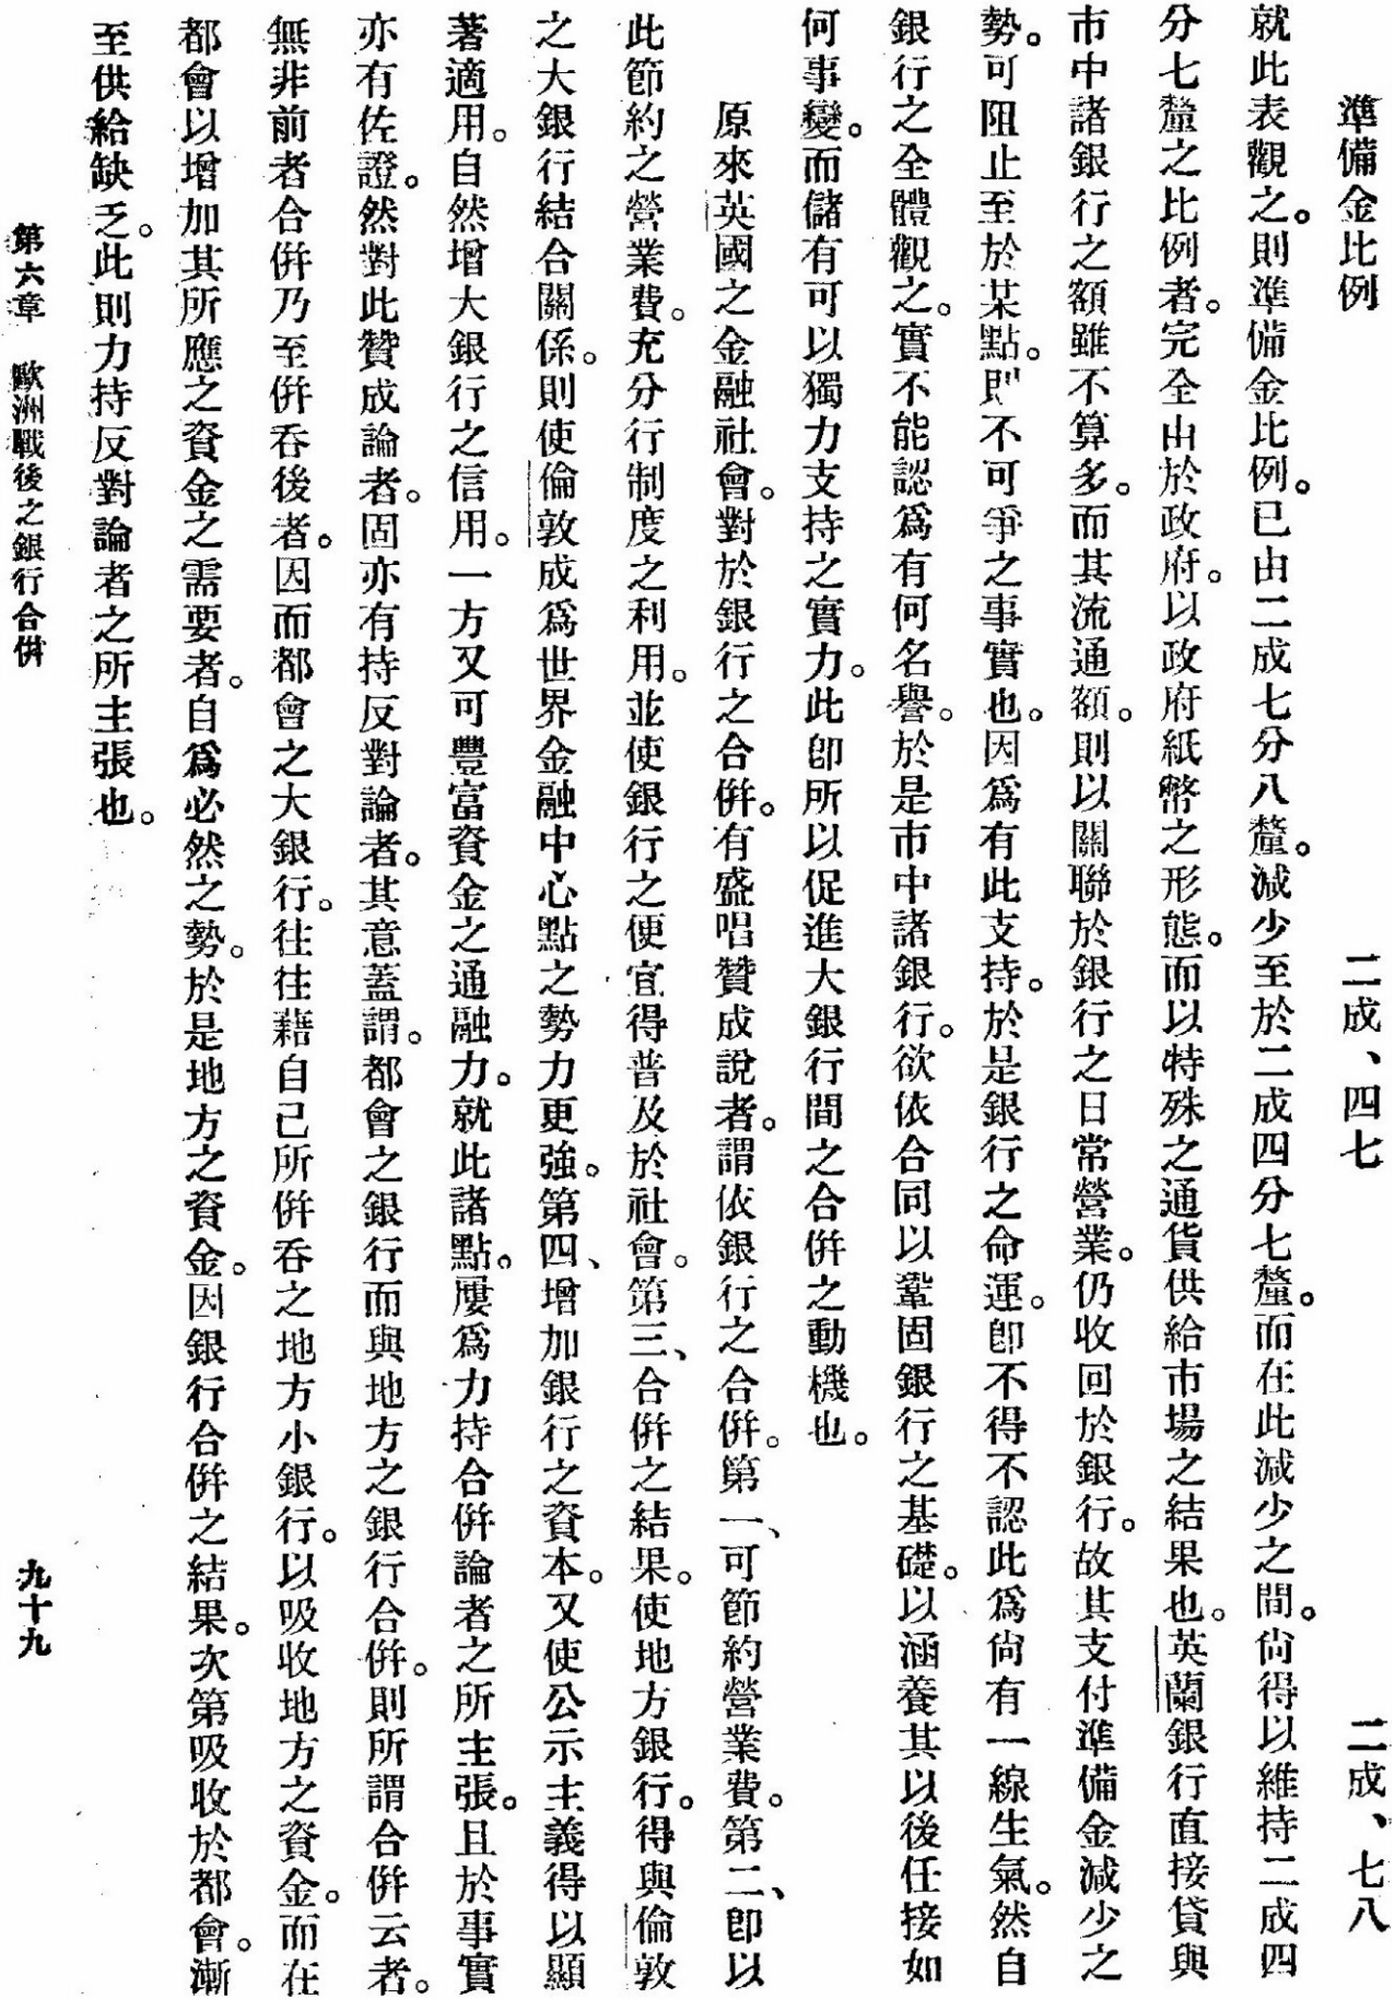 準備金比例　二成、四七　二成、七八
就此表觀之。則準備金比例。已由二成七分八釐。減少至於二成四分七釐。而在此減少之間。尙得以維持二成四
分七釐之比例者。完全由於政府。以政府紙幣之形態。而以特殊之通貨供給市場之結果也。英蘭銀行直接貸與
市中諸銀行之額雖不算多。而其流通額。則以關聯於銀行之日常營業。仍收回於銀行。故其支付準備金減少之
勢。可阻止至於某點。卽不可爭之事實也。因爲有此支持。於是銀行之命運。卽不得不認此爲尙有一線生氣。然自
銀行之全體觀之。實不能認爲有何名譽。於是市中諸銀行。欲依合同以鞏固銀行之基礎。以涵養其以後任接如
何事變。而儲有可以獨力支持之實力。此卽所以促進大銀行間之合倂之動機也。
原來英國之金融社會。對於銀行之合倂。有盛唱贊成說者。謂依銀行之合倂。第一、可節約營業費。第二、卽以
此節約之營業費。充分行制度之利用。並使銀行之便宜得普及於社會。第三、合倂之結果。使地方銀行。得與倫敦
之大銀行結合關係。則使倫敦成爲世界金融中心點之勢力更強。第四、增加銀行之資本。又使公示主義得以顯
著適用。自然增大銀行之信用。一方又可豐富資金之通融力。就此諸點。屢爲力持合倂論者之所主張。且於事實
亦有佐證。然對此贊成論者。固亦有持反對論者。其意蓋謂。都會之銀行而與地方之銀行合倂。則所謂合倂云者。
無非前者合倂乃至倂呑後者。因而都會之大銀行。往往藉自己所倂呑之地方小銀行。以吸收地方之資金。而在
都會以增加其所應之資金之需要者。自爲必然之勢。於是地方之資金。因銀行合倂之結果。次第吸收於都會。漸
至供給缺乏。此則力持反對論者之所主張也。
第六章　歐洲戰後之銀行合倂　九十九